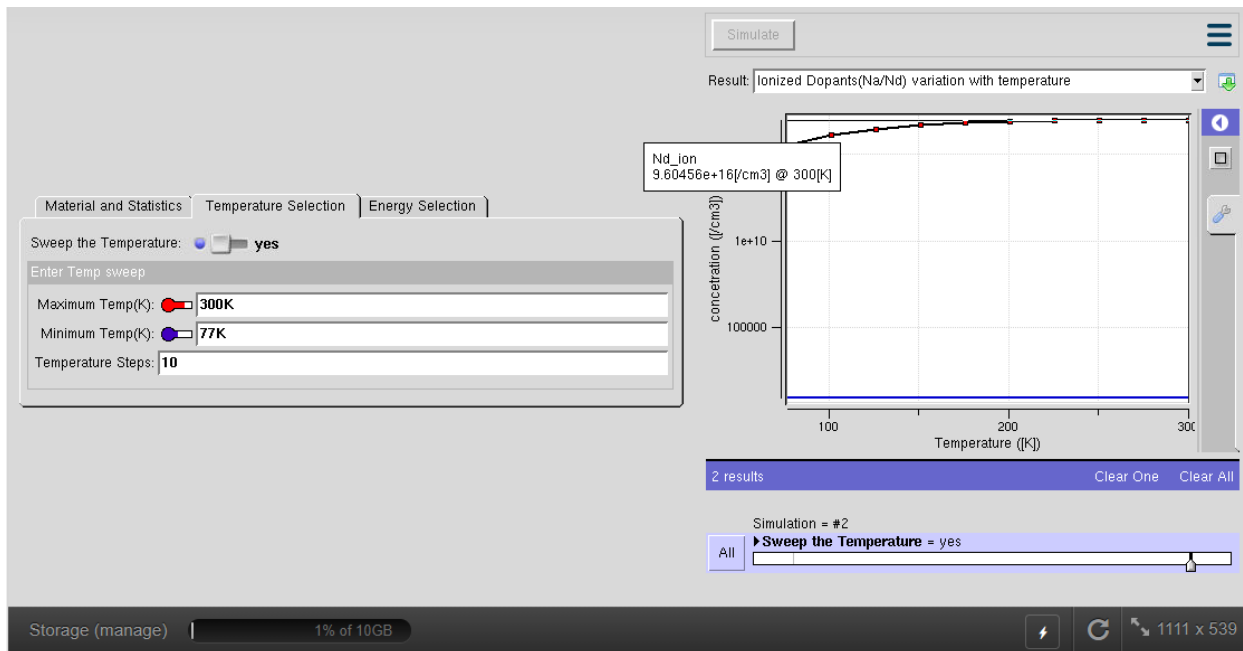 Simulate
Result: Ionized Dopants(Na/Nd) variation with temperature
Nd_ion
9.60456e+16[/cm3] @ 300[K]
concetration ([/cm3])
1e+10
100000
100
200
300
Temperature ([K])
Material and Statistics
Temperature Selection
Energy Selection
Sweep the Temperature: yes
Enter Temp sweep
Maximum Temp(K): 300K
Minimum Temp(K): 77K
Temperature Steps: 10
2 results
Clear One
Clear All
Simulation = #2
All
Sweep the Temperature = yes
Storage (manage)
1% of 10GB
1111 x 539